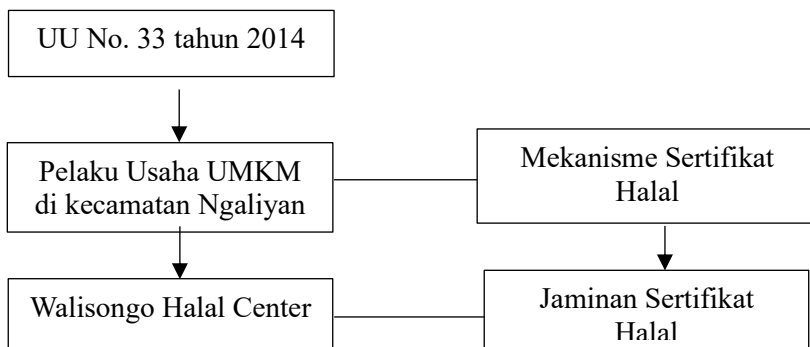 UU No. 33 tahun 2014
Pelaku Usaha UMKM
di kecamatan Ngaliyan
Mekanisme Sertifikat
Halal
Walisongo Halal Center
Jaminan Sertifikat
Halal